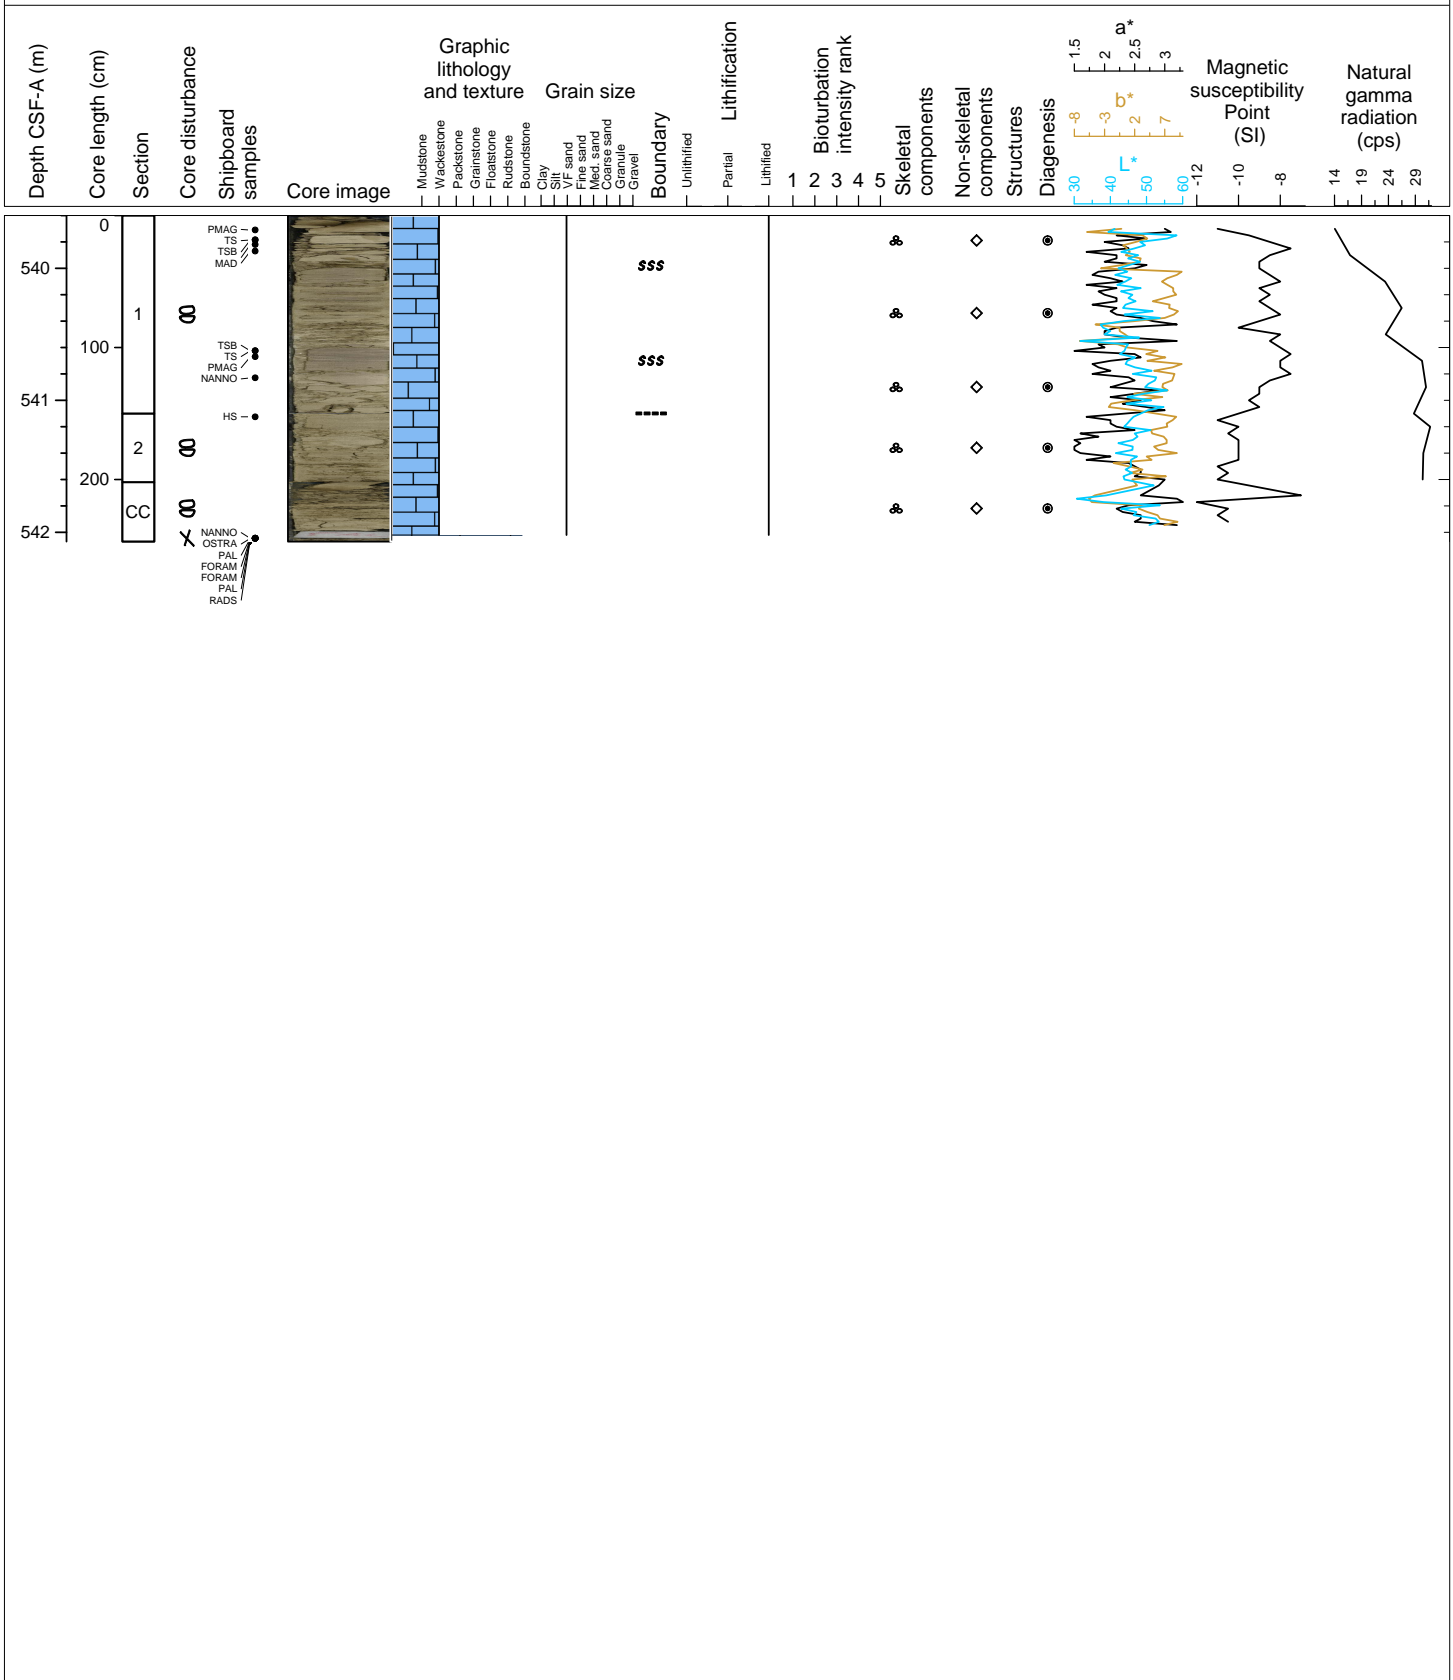 Depth CSF-A (m)
Core length (cm)
Section
Core disturbance
Shipboard
samples
Core image
Graphic
lithology
and texture
Mudstone
Wackestone
Packstone
Grainstone
Floatstone
Rudstone
Boundstone
Grain size
Clay
Silt
VF sand
Fine sand
Med. sand
Coarse sand
Granule
Gravel
Boundary
Lithification
Unlithified
Partial
Lithified
Bioturbation
intensity rank
1 2 3 4 5
Skeletal
components
Non-skeletal
components
Structures
Diagenesis
a*
1.5 2 2.5 3
b*
-8 -3 2 7
L*
30 40 50 60
Magnetic
susceptibility
Point
(SI)
-12 -10 -8
Natural
gamma
radiation
(cps)
14 19 24 29
540
541
542
0
100
200
1
2
CC
PMAG
TS
TSB
MAD
TSB
TS
PMAG
NANNO
HS
NANNO
OSTRA
PAL
FORAM
FORAM
PAL
RADS